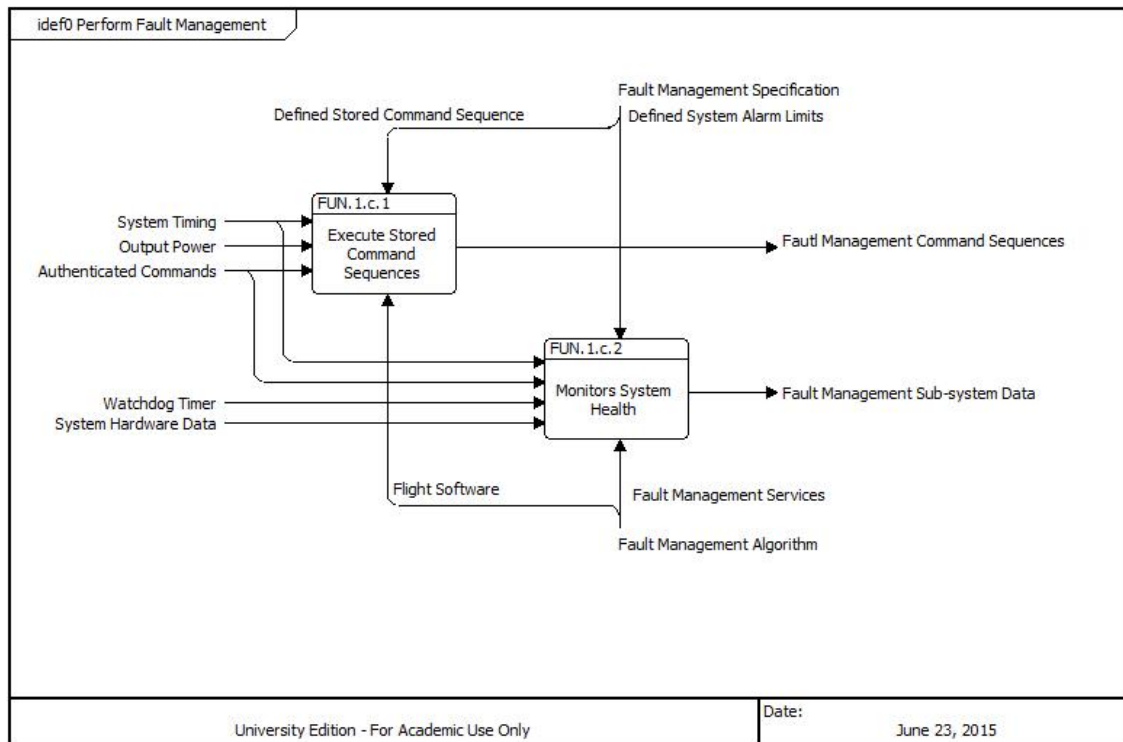 idef0 Perform Fault Management
Fault Management Specification
Defined Stored Command Sequence
Defined System Alarm Limits
FUN.1.c.1
Execute Stored
Command
Sequences
System Timing
Output Power
Authenticated Commands
Fautl Management Command Sequences
FUN.1.c.2
Monitors System
Health
Watchdog Timer
System Hardware Data
Fault Management Sub-system Data
Flight Software
Fault Management Services
Fault Management Algorithm
University Edition - For Academic Use Only
Date:
June 23, 2015